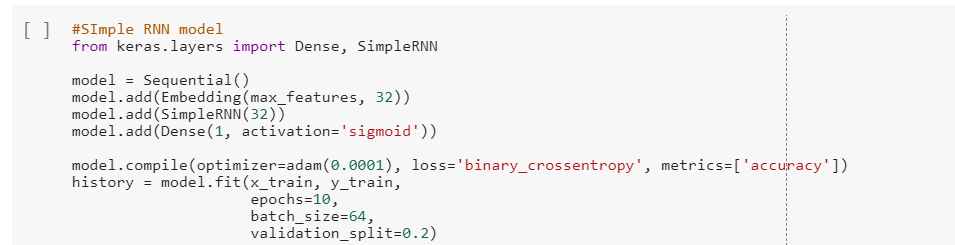 [ ] #SImple RNN model
from keras.layers import Dense, SimpleRNN
model = Sequential()
model.add(Embedding(max_features, 32))
model.add(SimpleRNN(32))
model.add(Dense(1, activation='sigmoid'))
model.compile(optimizer=adam(0.0001), loss='binary_crossentropy', metrics=['accuracy'])
history = model.fit(x_train, y_train,
epochs=10,
batch_size=64,
validation_split=0.2)